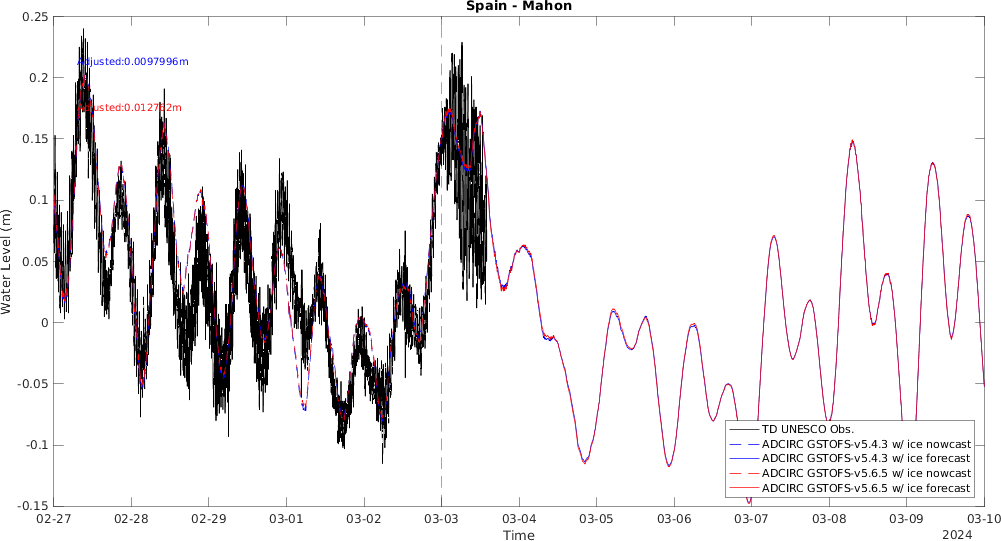 Spain - Mahon
0.25
0.2
0.15
0.1
0.05
0
-0.05
-0.1
-0.15
Water Level (m)
Adjusted:0.0097996m
Adjusted:0.012762m
TD UNESCO Obs.
ADCIRC GSTOFS-v5.4.3 w/ ice nowcast
ADCIRC GSTOFS-v5.4.3 w/ ice forecast
ADCIRC GSTOFS-v5.6.5 w/ ice nowcast
ADCIRC GSTOFS-v5.6.5 w/ ice forecast
02-27 02-28 02-29 03-01 03-02 03-03 03-04 03-05 03-06 03-07 03-08 03-09 03-10
Time
2024